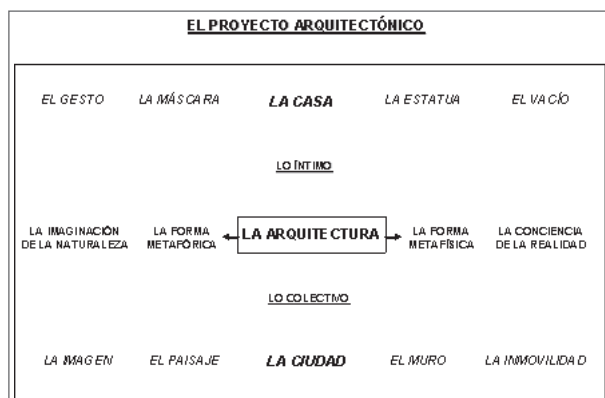 EL PROYECTO ARQUITECTÓNICO
EL GESTO LA MÁSCARA LA CASA LA ESTATUA EL VACÍO
LO ÍNTIMO
LA IMAGINACIÓN DE LA NATURALEZA
LA FORMA METAFÓRICA
LA ARQUITECTURA
LA FORMA METAFÍSICA
LA CONCIENCIA DE LA REALIDAD
LO COLECTIVO
LA IMAGEN EL PAISAJE LA CIUDAD EL MURO LA INMOVILIDAD